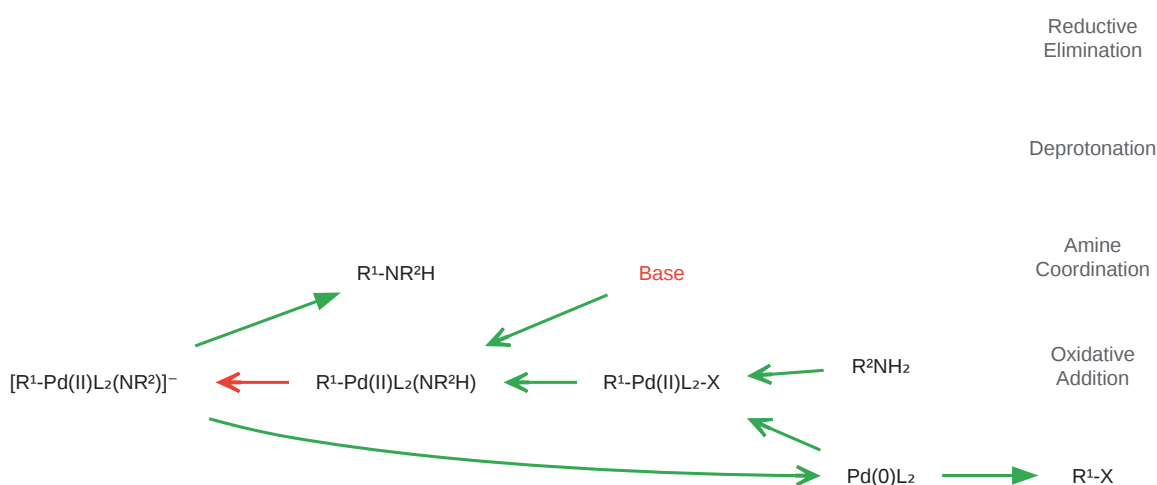 Reductive
Elimination
Deprotonation
Amine
Coordination
R¹-NR²H
Base
Oxidative
Addition
R²NH₂
[R¹-Pd(II)L₂(NR²)]⁻
R¹-Pd(II)L₂(NR²H)
R¹-Pd(II)L₂-X
Pd(0)L₂
R¹-X